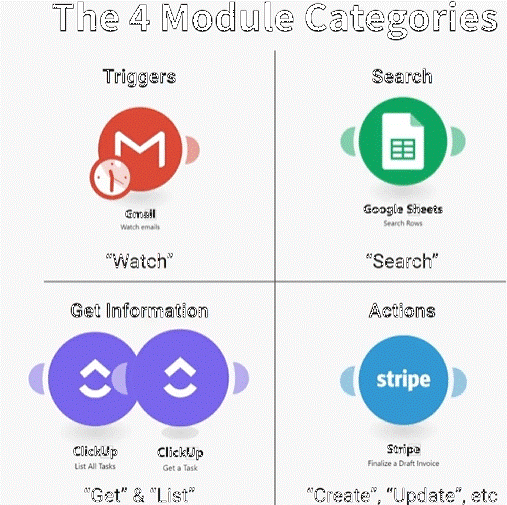 The 4 Module Categories
Triggers
Gmail
Watch emails
“Watch”
Search
Google Sheets
Search Rows
“Search”
Get Information
ClickUp
List All Tasks
ClickUp
Get a Task
“Get” & “List”
Actions
stripe
Stripe
Finalize a Draft Invoice
“Create”, “Update”, etc